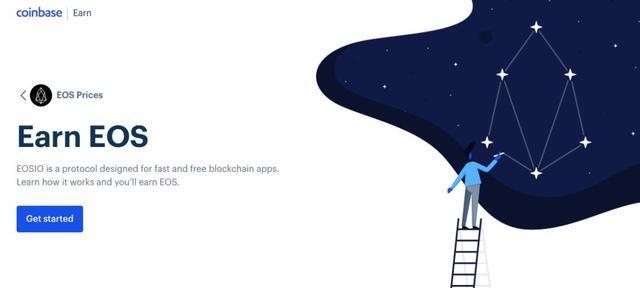 coinbase | Earn
EOS Prices
Earn EOS
EOSIO is a protocol designed for fast and free blockchain apps.
Learn how it works and you'll earn EOS.
Get started